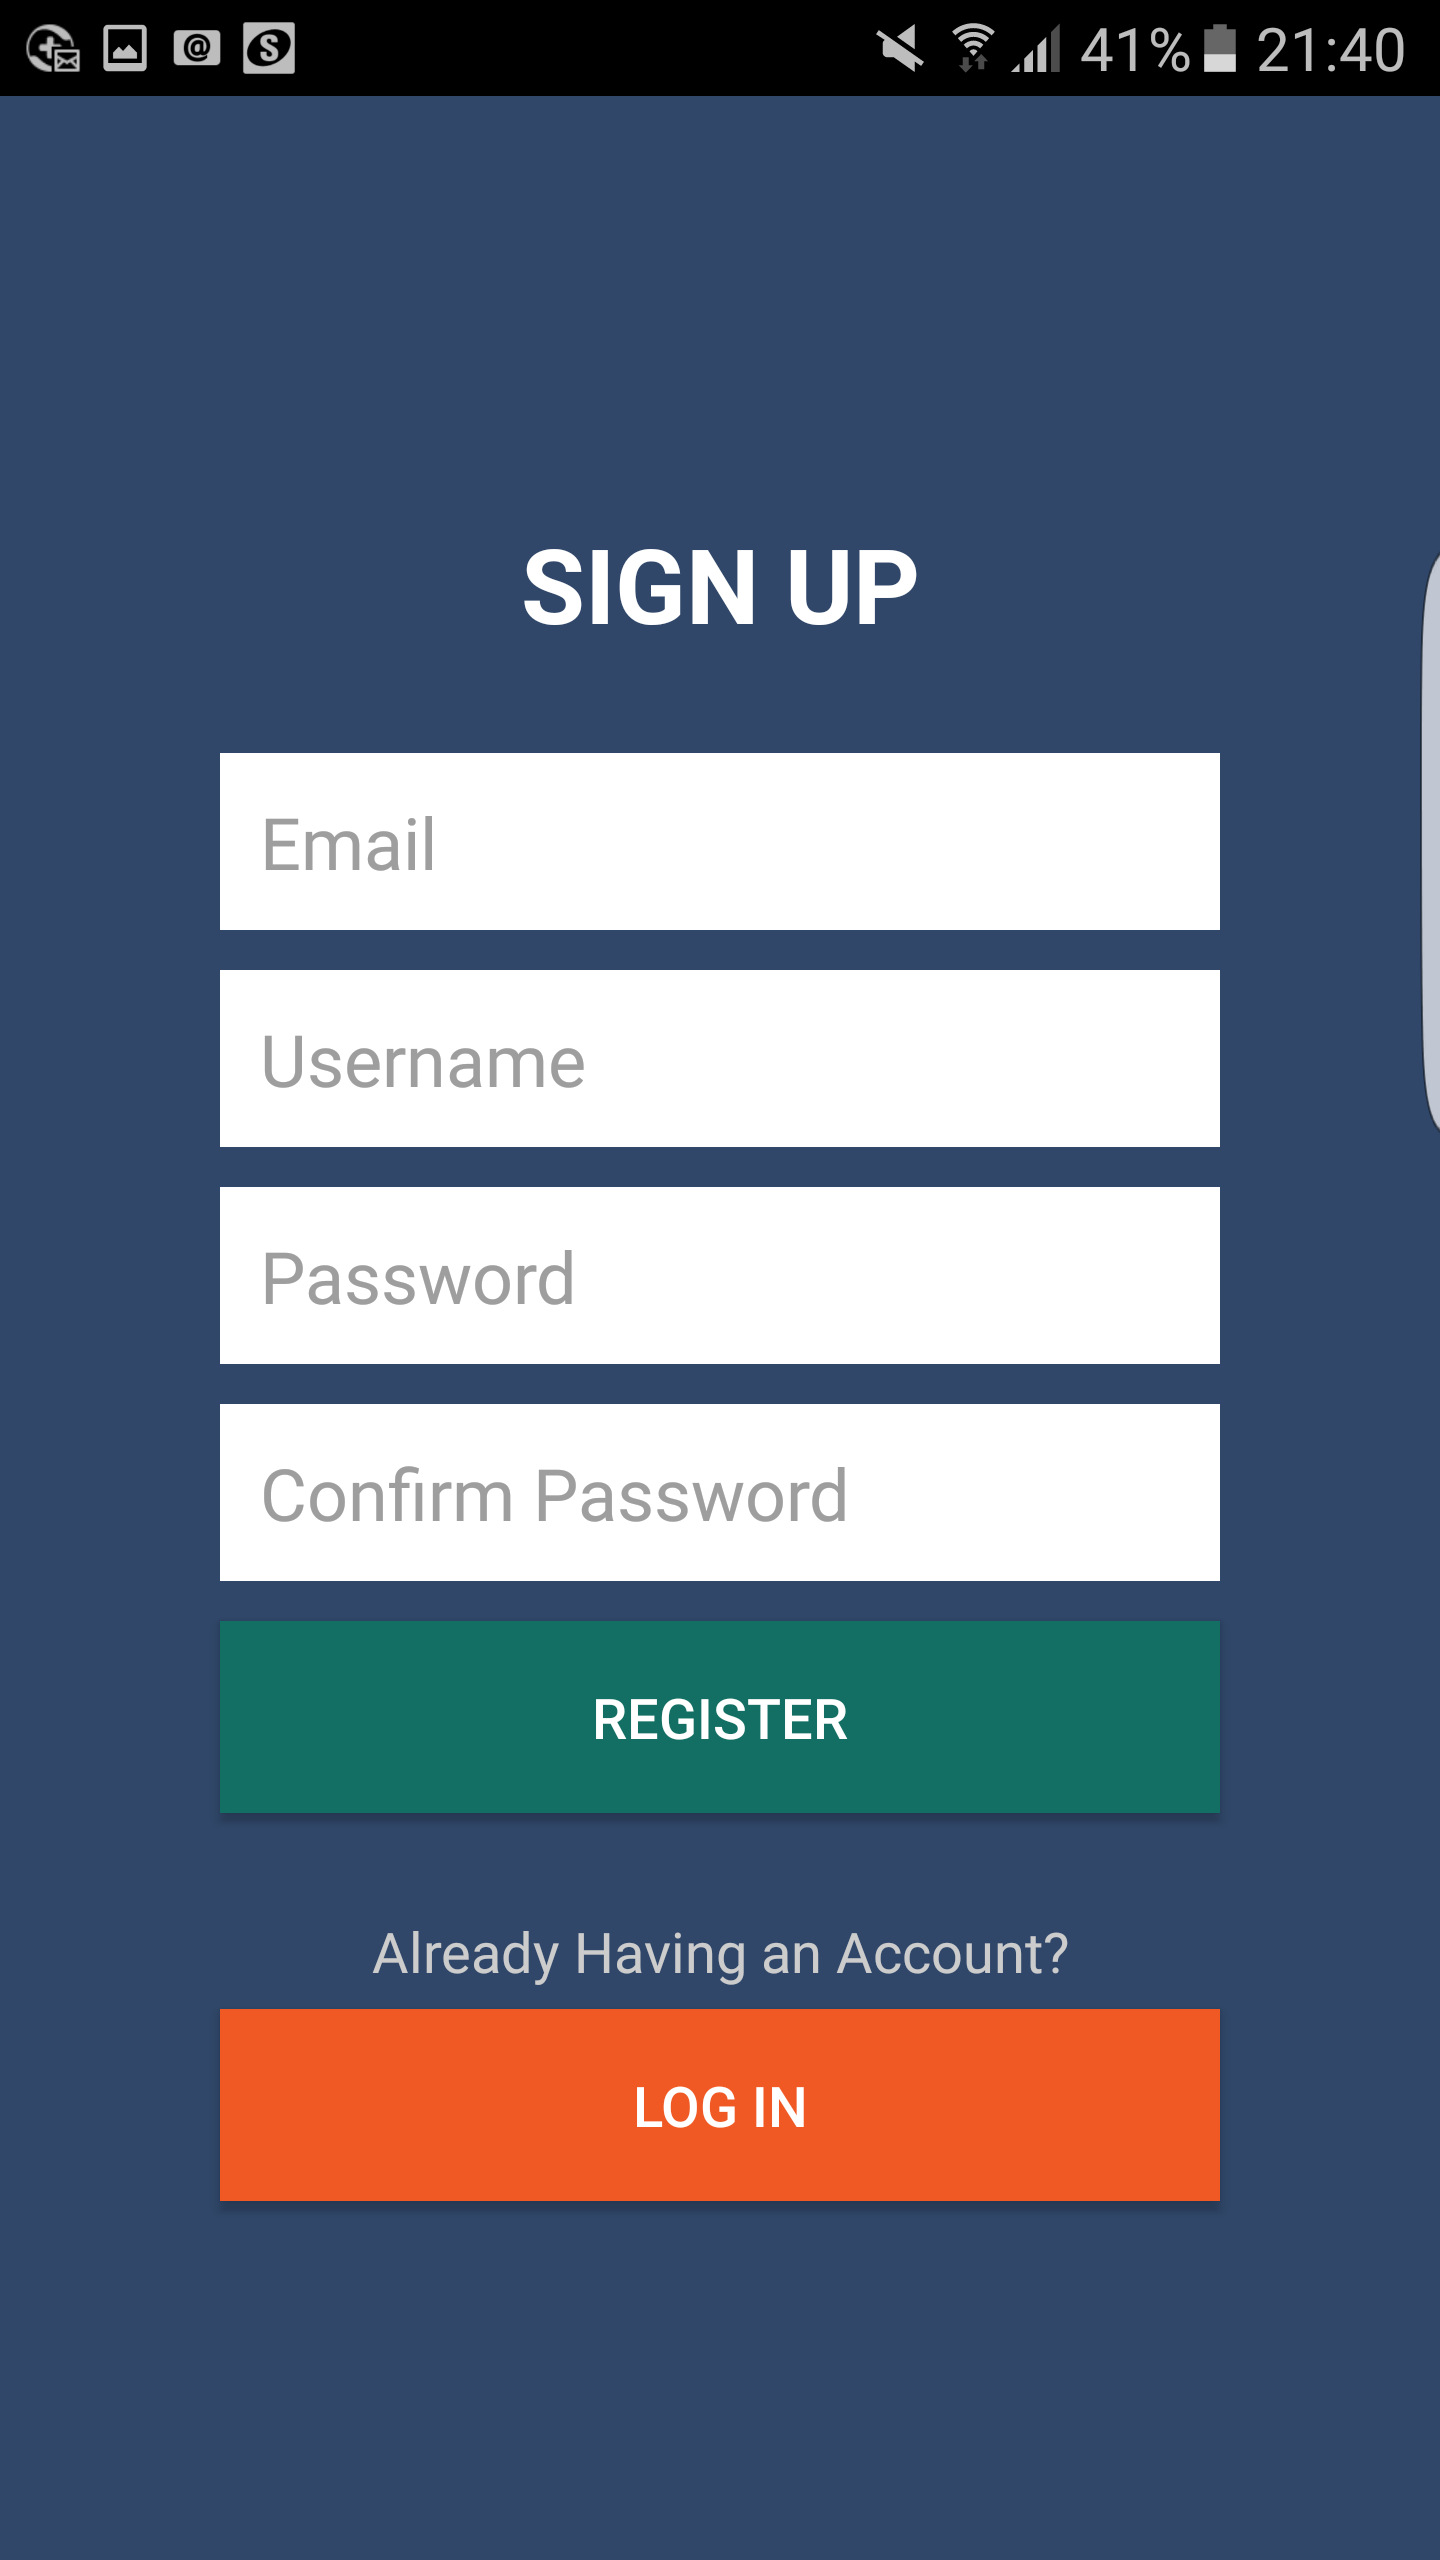 41% 21:40
SIGN UP
Email
Username
Password
Confirm Password
REGISTER
Already Having an Account?
LOG IN